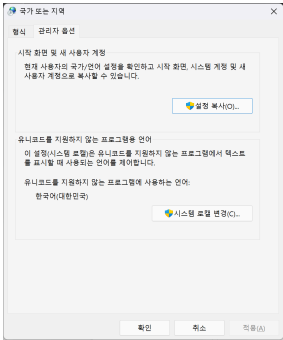 국가 또는 지역
형식 관리자 옵션
시작 화면 및 새 사용자 계정
현재 사용자의 국가/언어 설정을 확인하고 시작 화면, 시스템 계정 및 새
사용자 계정으로 복사할 수 있습니다.
설정 복사(O)...
유니코드를 지원하지 않는 프로그램용 언어
이 설정(시스템 로캘)은 유니코드를 지원하지 않는 프로그램에서 텍스트
를 표시할 때 사용되는 언어를 제어합니다.
유니코드를 지원하지 않는 프로그램에 사용하는 언어:
한국어(대한민국)
시스템 로캘 변경(C)...
확인 취소 적용(A)